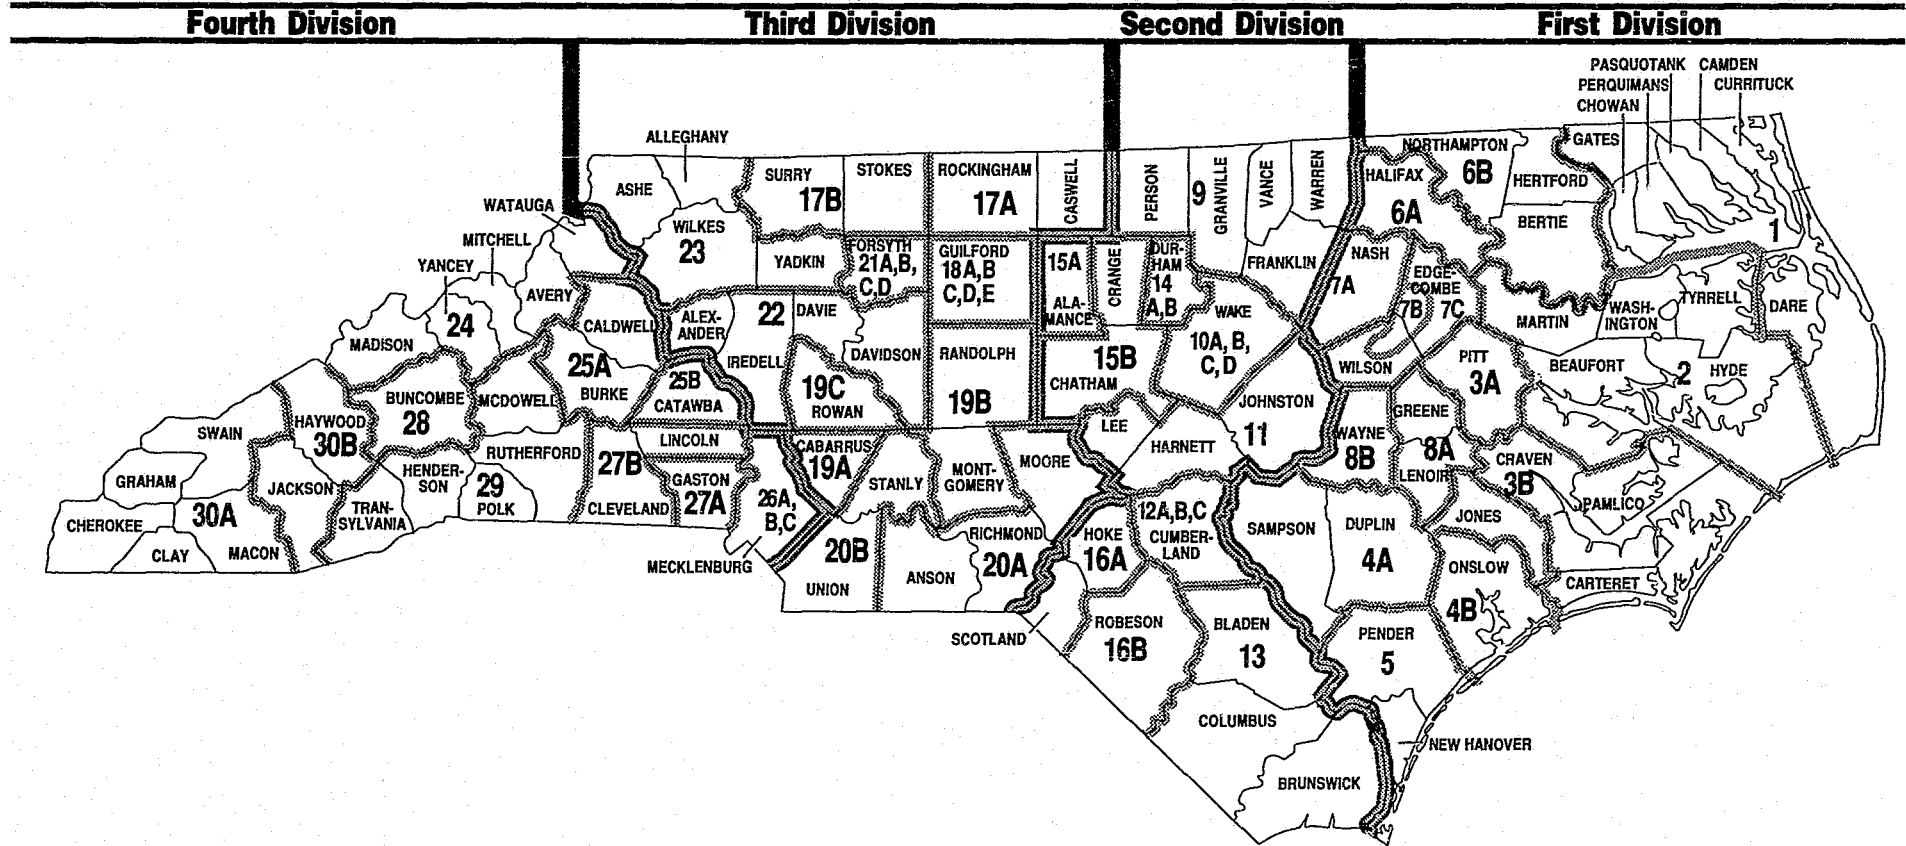 Fourth Division
Third Division
Second Division
First Division
PASQUOTANK
CAMDEN
PERQUIMANS
CURRITUCK
CHOWAN
ALLEGHANY
GATES
NORTHAMPTON
6B
HERTFORD
HALIFAX
6A
BERTIE
1
ASHE
SURRY
17B
STOKES
ROCKINGHAM
17A
CASWELL
PERSON
9
GRANVILLE
VANCE
WARREN
WATAUGA
MITCHELL
YANCEY
WILKES
23
YADKIN
FORSYTH
21A,B,
C,D
GUILFORD
18A,B
C,D,E
15A
ALA-
MANCE
ORANGE
DUR-
HAM
14
A,B
FRANKLIN
NASH
7A
EDGE-
COMBE
7B
7C
MARTIN
WASH-
INGTON
TYRRELL
DARE
AVERY
24
MADISON
CALDWELL
ALEX-
ANDER
22
DAVIE
IREDELL
DAVIDSON
RANDOLPH
19B
15B
CHATHAM
WAKE
10A, B,
C, D
WILSON
PITT
3A
BEAUFORT
2
HYDE
25A
BURKE
25B
CATAWBA
19C
ROWAN
BUNCOMBE
28
MCDOWELL
JOHNSTON
11
GREENE
WAYNE
8B
8A
LENOIR
CRAVEN
3B
PAMLICO
SWAIN
HAYWOOD
30B
RUTHERFORD
LINCOLN
27B
CLEVELAND
GASTON
27A
CABARRUS
19A
STANLY
MONT-
GOMERY
MOORE
LEE
HARNETT
GRAHAM
JACKSON
HENDER-
SON
29
POLK
TRAN-
SYLVANIA
30A
CHEROKEE
CLAY
MACON
26A,
B,C
MECKLENBURG
20B
UNION
ANSON
RICHMOND
20A
HOKE
16A
12A,B,C
CUMBER-
LAND
SAMPSON
DUPLIN
4A
JONES
ONSLOW
4B
CARTERET
SCOTLAND
ROBESON
16B
BLADEN
13
PENDER
5
COLUMBUS
NEW HANOVER
BRUNSWICK